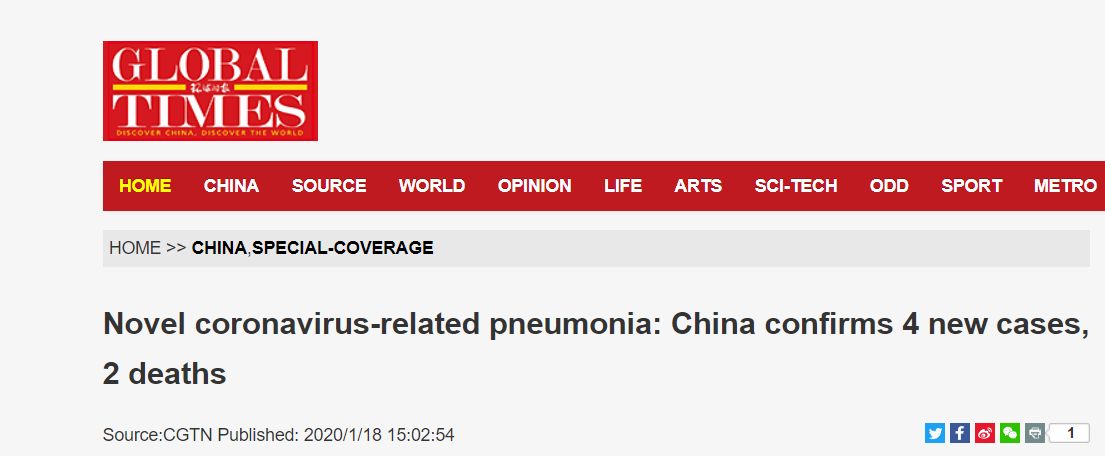 GLOBAL
环球时报
TIMES
DISCOVER CHINA, DISCOVER THE WORLD
HOME CHINA SOURCE WORLD OPINION LIFE ARTS SCI-TECH ODD SPORT METRO
HOME >> CHINA,SPECIAL-COVERAGE
Novel coronavirus-related pneumonia: China confirms 4 new cases,
2 deaths
Source:CGTN Published: 2020/1/18 15:02:54
1